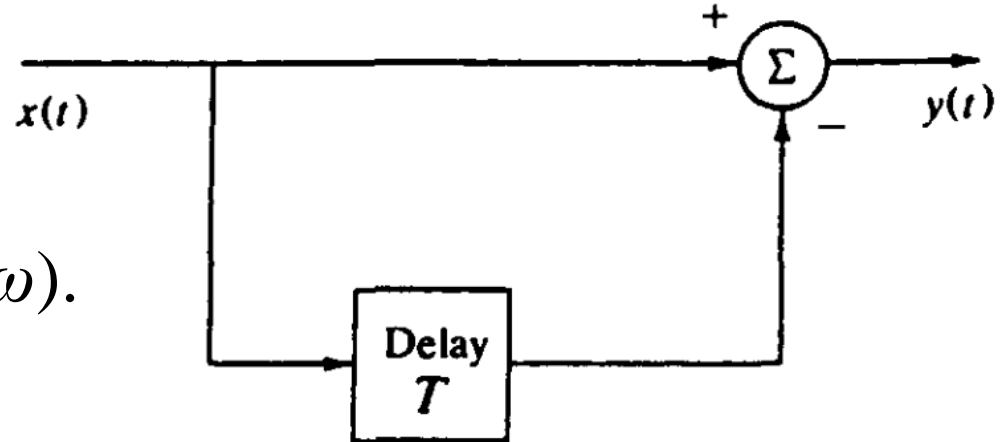 +
Σ
x(t)
y(t)
−
ω).
Delay
T